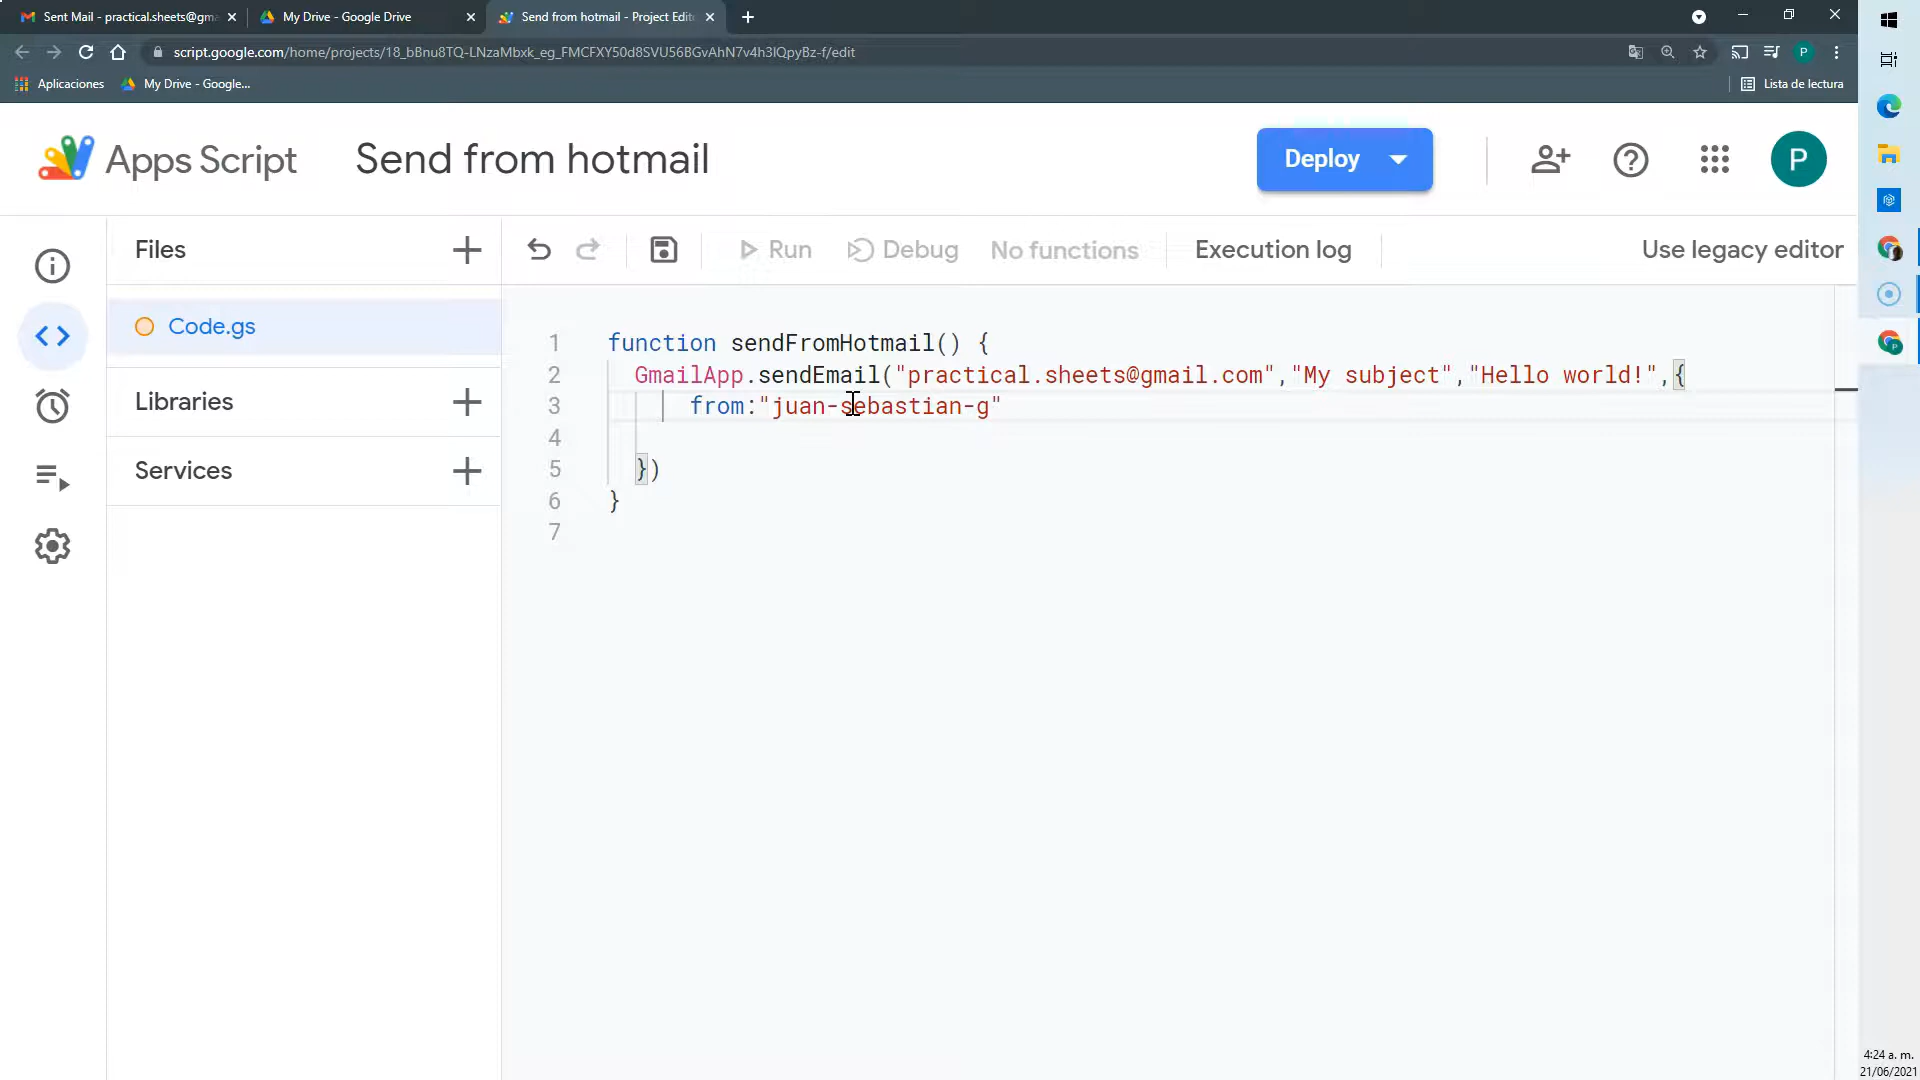 Sent Mail - practical.sheets@gma
My Drive - Google Drive
Send from hotmail - Project Edito
script.google.com/home/projects/18_bBnu8TQ-LNzaMbxk_eg_FMCFXY50d8SVU56BGvAhN7v4h3lQpyBz-f/edit
P
Aplicaciones
My Drive - Google...
Lista de lectura
Apps Script
Send from hotmail
Deploy
P
Files
Run
Debug
No functions
Execution log
Use legacy editor
Code.gs
Libraries
Services
1 function sendFromHotmail() {
2 GmailApp.sendEmail("practical.sheets@gmail.com","My subject","Hello world!",{
3 from:"juan-sebastian-g"
4
5 })
6 }
7
4:24 a. m.
21/06/2021